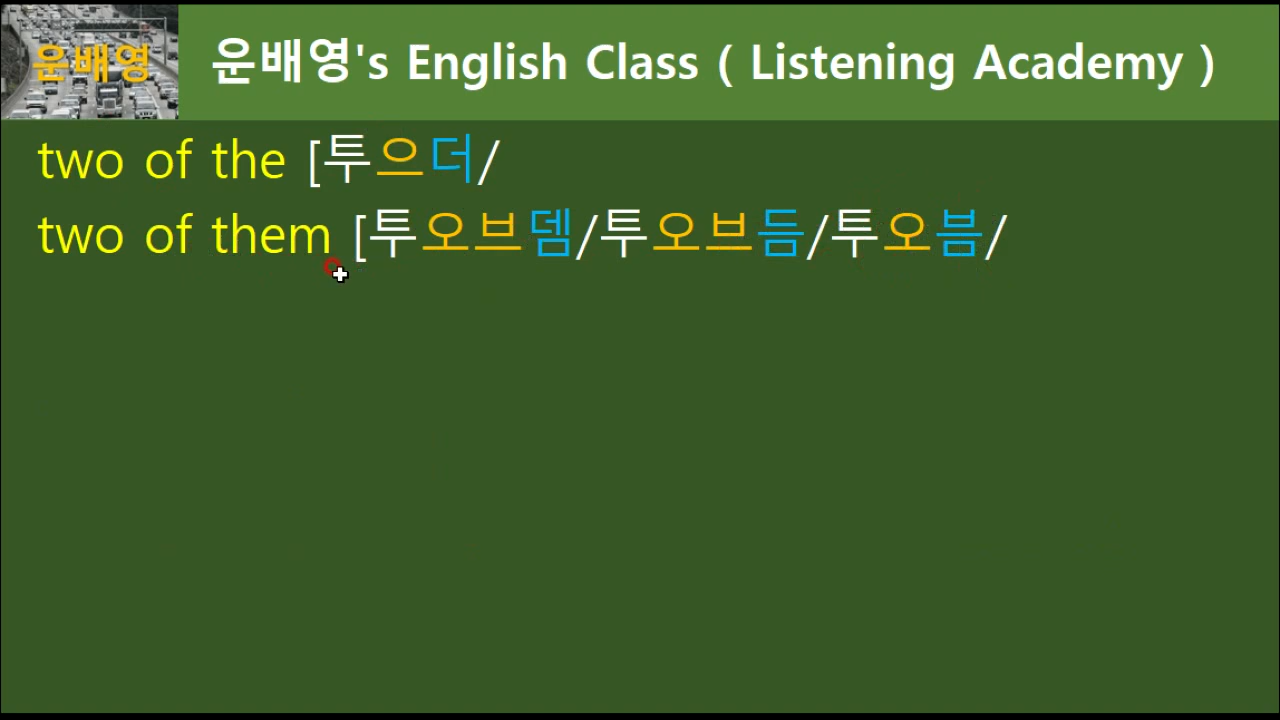 운배영
운배영's English Class ( Listening Academy )
two of the [투으더/
two of them [투오브뎀/투오브듬/투오븜/